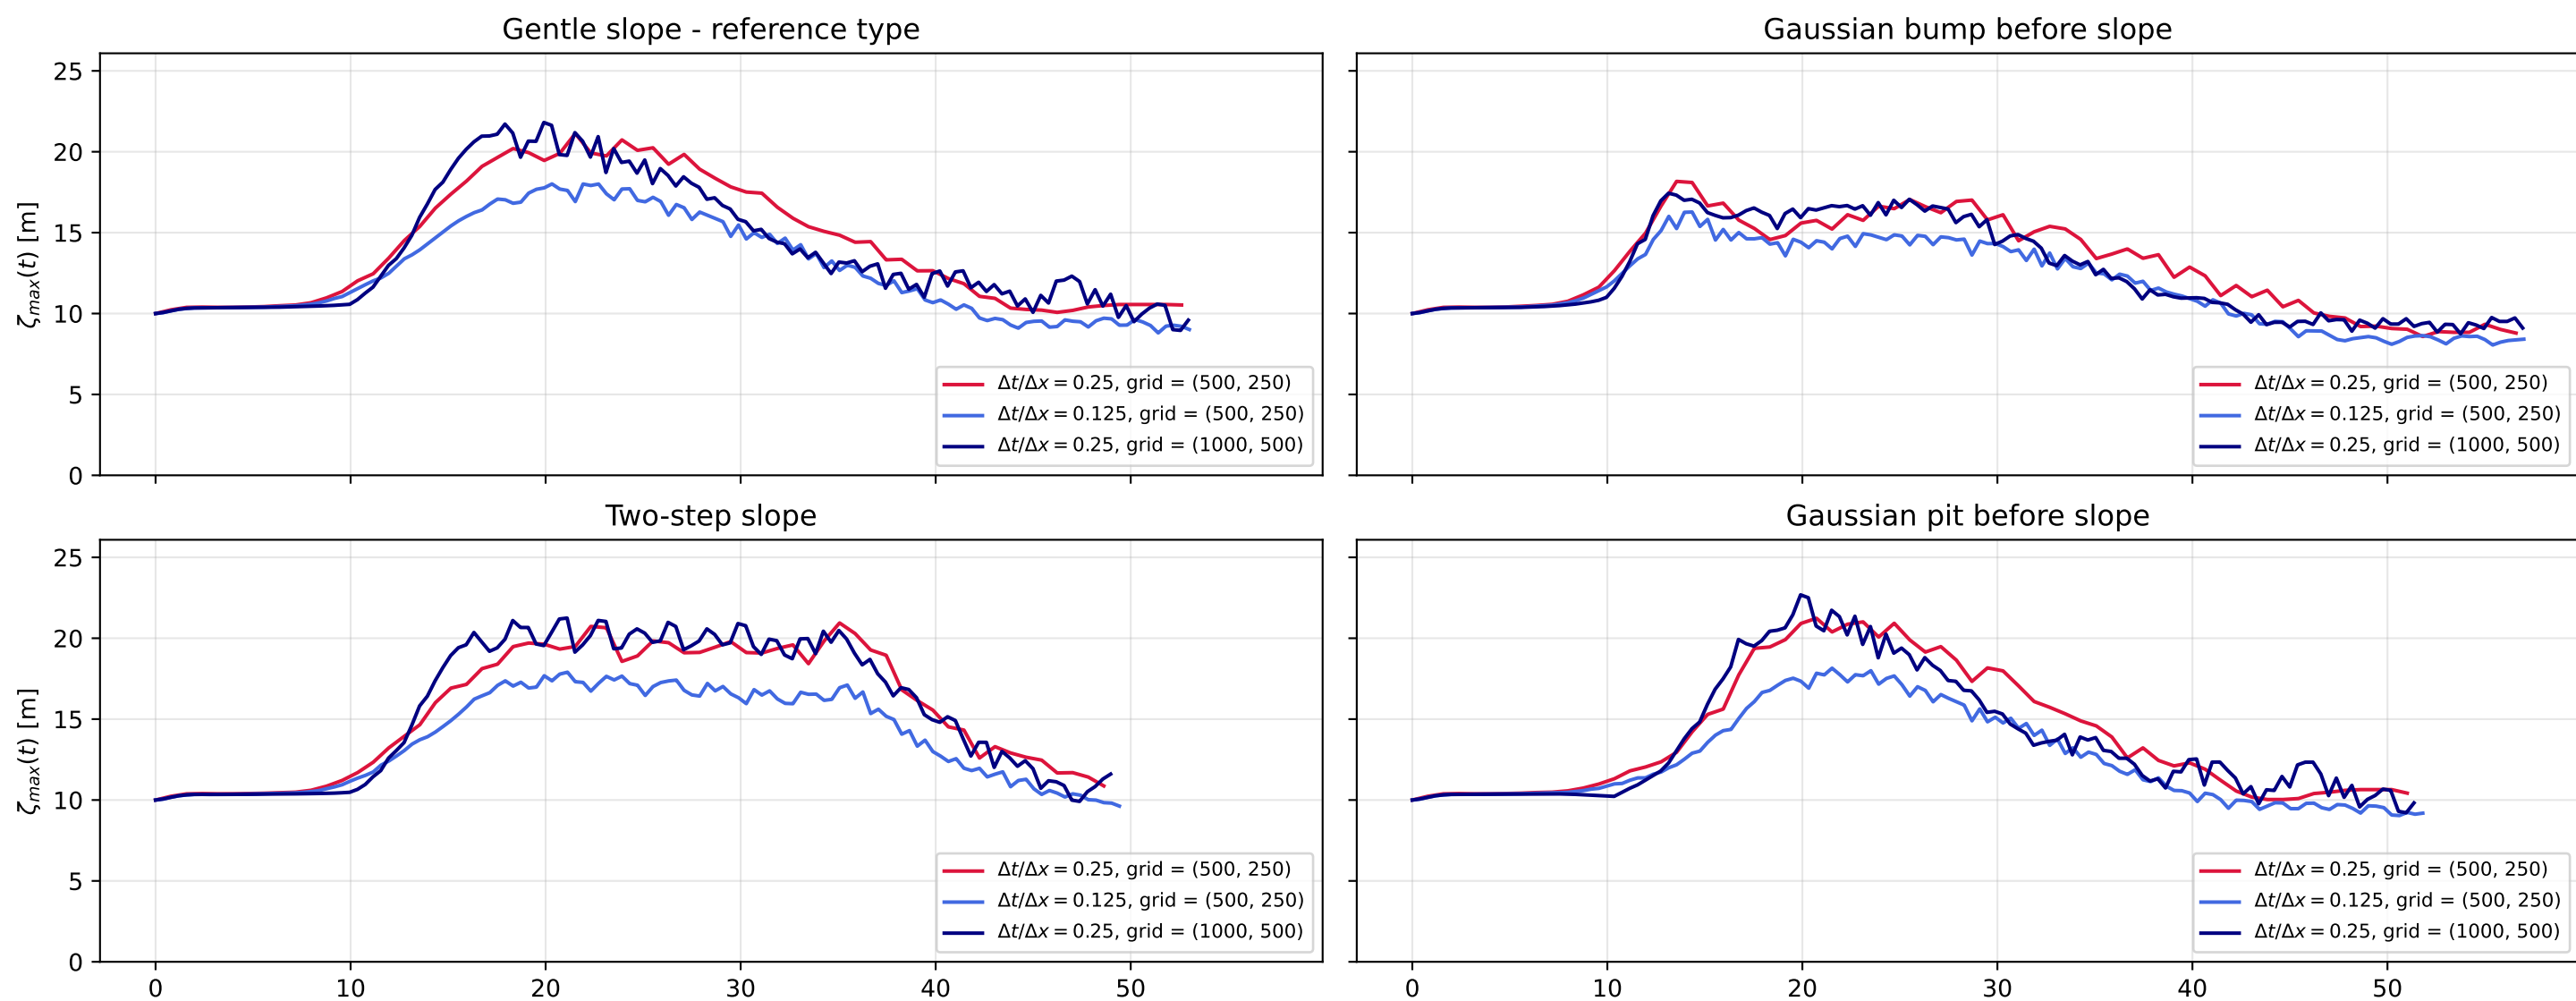 Gentle slope - reference type
25
20
15
10
5
0
ζmax(t) [m]
Δt/Δx = 0.25, grid = (500, 250)
Δt/Δx = 0.125, grid = (500, 250)
Δt/Δx = 0.25, grid = (1000, 500)
Gaussian bump before slope
Δt/Δx = 0.25, grid = (500, 250)
Δt/Δx = 0.125, grid = (500, 250)
Δt/Δx = 0.25, grid = (1000, 500)
Two-step slope
25
20
15
10
5
0
ζmax(t) [m]
Δt/Δx = 0.25, grid = (500, 250)
Δt/Δx = 0.125, grid = (500, 250)
Δt/Δx = 0.25, grid = (1000, 500)
0 10 20 30 40 50
Gaussian pit before slope
Δt/Δx = 0.25, grid = (500, 250)
Δt/Δx = 0.125, grid = (500, 250)
Δt/Δx = 0.25, grid = (1000, 500)
0 10 20 30 40 50